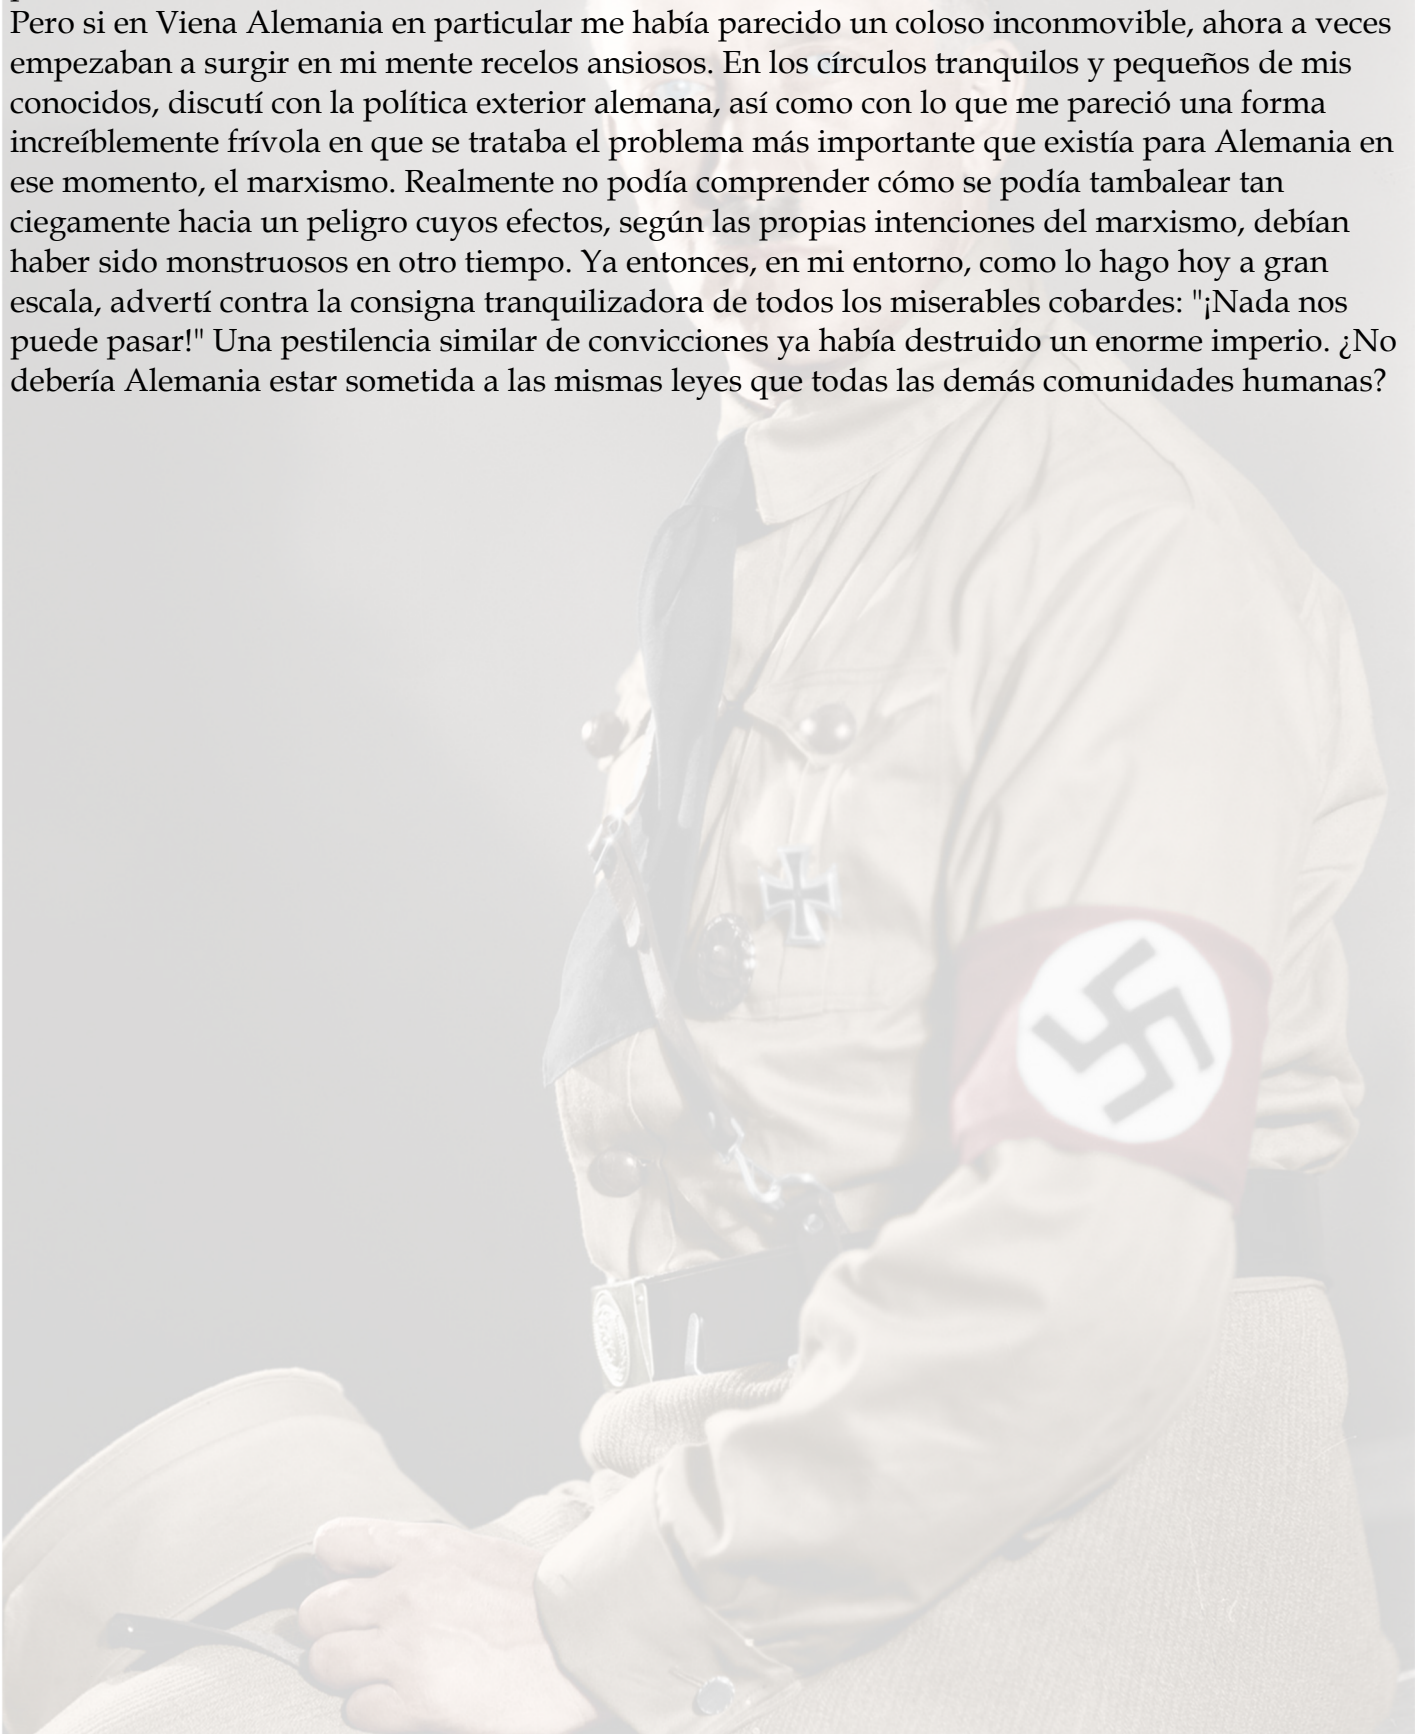 Pero si en Viena Alemania en particular me había parecido un coloso inconmovible, ahora a veces
empezaban a surgir en mi mente recelos ansiosos. En los círculos tranquilos y pequeños de mis
conocidos, discutí con la política exterior alemana, así como con lo que me pareció una forma
increíblemente frívola en que se trataba el problema más importante que existía para Alemania en
ese momento, el marxismo. Realmente no podía comprender cómo se podía tambalear tan
ciegamente hacia un peligro cuyos efectos, según las propias intenciones del marxismo, debían
haber sido monstruosos en otro tiempo. Ya entonces, en mi entorno, como lo hago hoy a gran
escala, advertí contra la consigna tranquilizadora de todos los miserables cobardes: "¡Nada nos
puede pasar!" Una pestilencia similar de convicciones ya había destruido un enorme imperio. ¿No
debería Alemania estar sometida a las mismas leyes que todas las demás comunidades humanas?